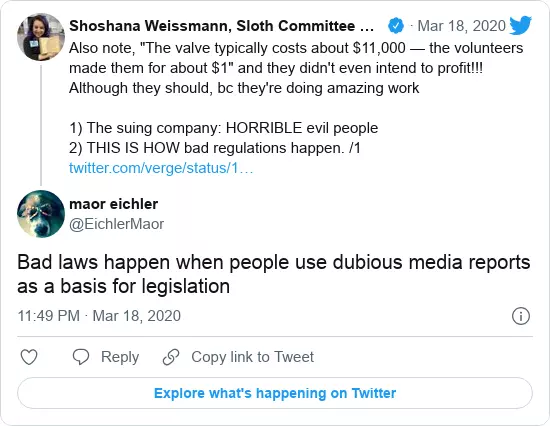 Shoshana Weissmann, Sloth Committee ... · Mar 18, 2020
Also note, "The valve typically costs about $11,000 — the volunteers
made them for about $1" and they didn't even intend to profit!!!
Although they should, bc they're doing amazing work
1) The suing company: HORRIBLE evil people
2) THIS IS HOW bad regulations happen. /1
twitter.com/verge/status/1…
maor eichler
@EichlerMaor
Bad laws happen when people use dubious media reports
as a basis for legislation
11:49 PM · Mar 18, 2020
Reply
Copy link to Tweet
Explore what's happening on Twitter